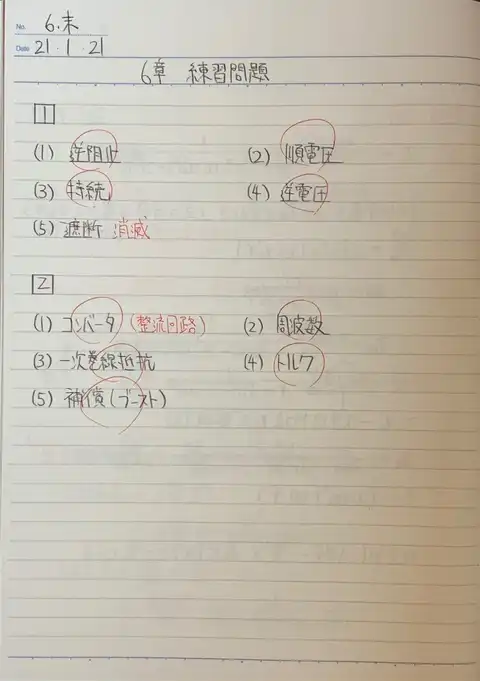 No. 6.末
Date 21・1・21
6章 練習問題
1
(1) 逆阻止 (2) 順電圧
(3) 持続 (4) 逆電圧
(5) 遮断 消滅
2
(1) コンバータ (整流回路) (2) 周波数
(3) 一次巻線抵抗 (4) トルク
(5) 補償(ブースト)